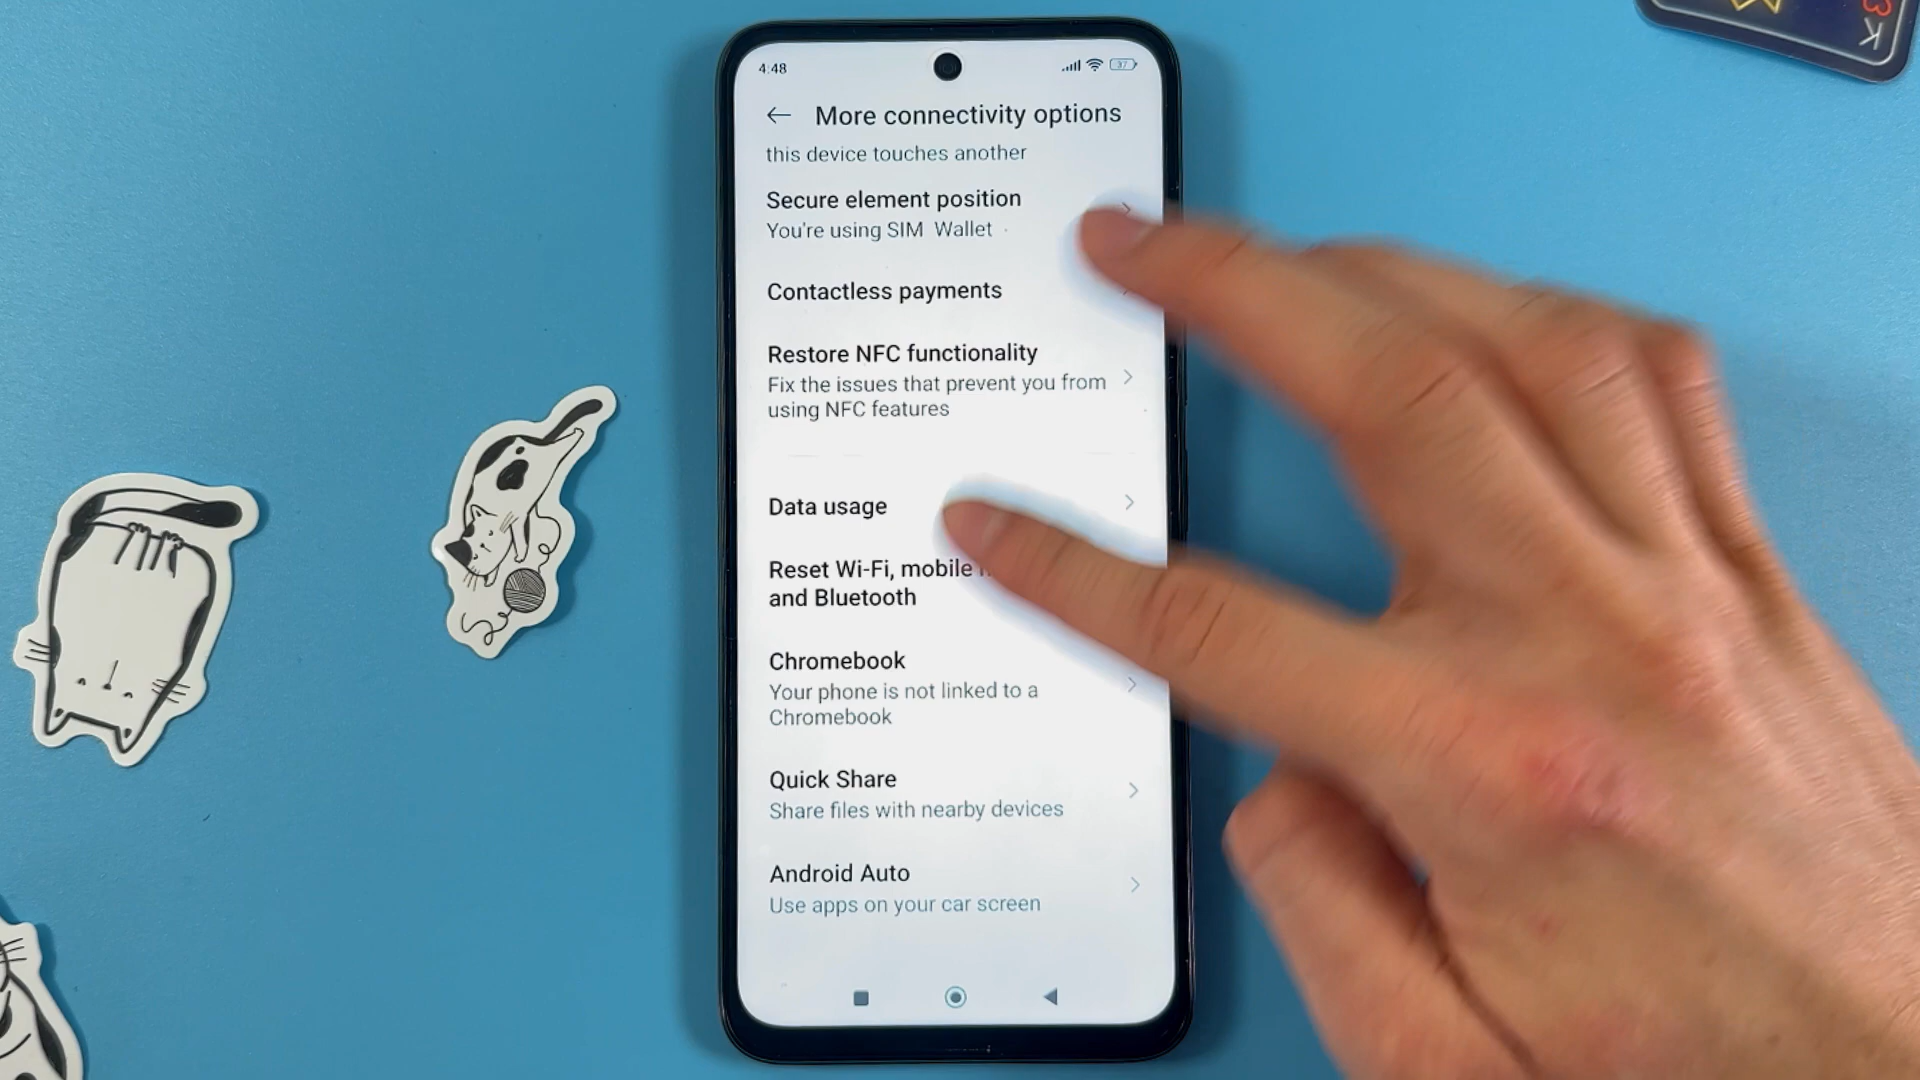 4:48
37
More connectivity options
this device touches another
Secure element position
You're using SIM Wallet
Contactless payments
Restore NFC functionality
Fix the issues that prevent you from
using NFC features
Data usage
Reset Wi-Fi, mobile
and Bluetooth
Chromebook
Your phone is not linked to a
Chromebook
Quick Share
Share files with nearby devices
Android Auto
Use apps on your car screen
K